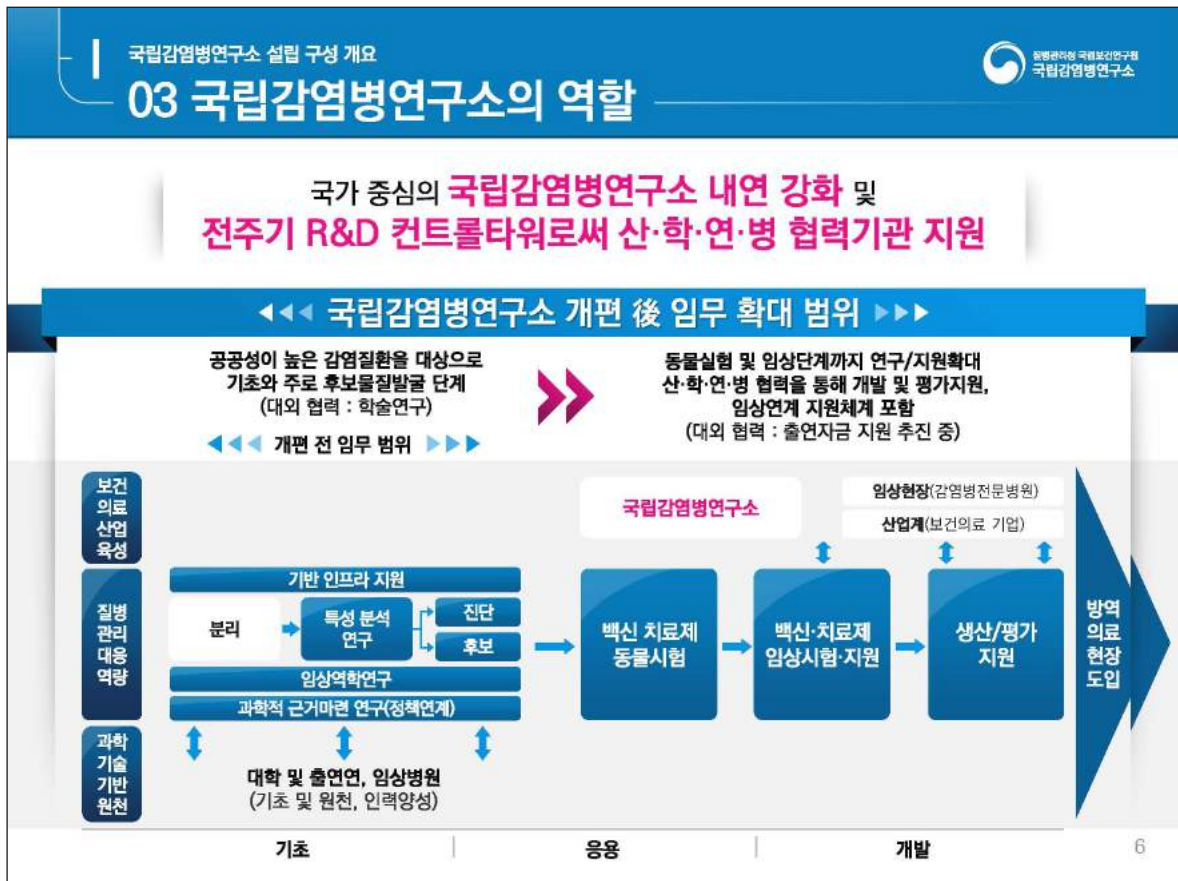 국립감염병연구소 설립 구성 개요
03 국립감염병연구소의 역할
질병관리청 국립보건연구원
국립감염병연구소
국가 중심의 국립감염병연구소 내연 강화 및
전주기 R&D 컨트롤타워로써 산·학·연·병 협력기관 지원
국립감염병연구소 개편 後 임무 확대 범위
공공성이 높은 감염질환을 대상으로
기초와 주로 후보물질발굴 단계
(대외 협력 : 학술연구)
개편 전 임무 범위
동물실험 및 임상단계까지 연구/지원확대
산·학·연·병 협력을 통해 개발 및 평가지원,
임상연계 지원체계 포함
(대외 협력 : 출연자금 지원 추진 중)
보건
의료
산업
육성
국립감염병연구소
임상현장(감염병전문병원)
산업계(보건의료 기업)
질병
관리
대응
역량
기반 인프라 지원
분리
특성 분석
연구
진단
후보
임상역학연구
과학적 근거마련 연구(정책연계)
백신 치료제
동물시험
백신·치료제
임상시험·지원
생산/평가
지원
방역
의료
현장
도입
과학
기술
기반
원천
대학 및 출연연, 임상병원
(기초 및 원천, 인력양성)
기초
응용
개발
6